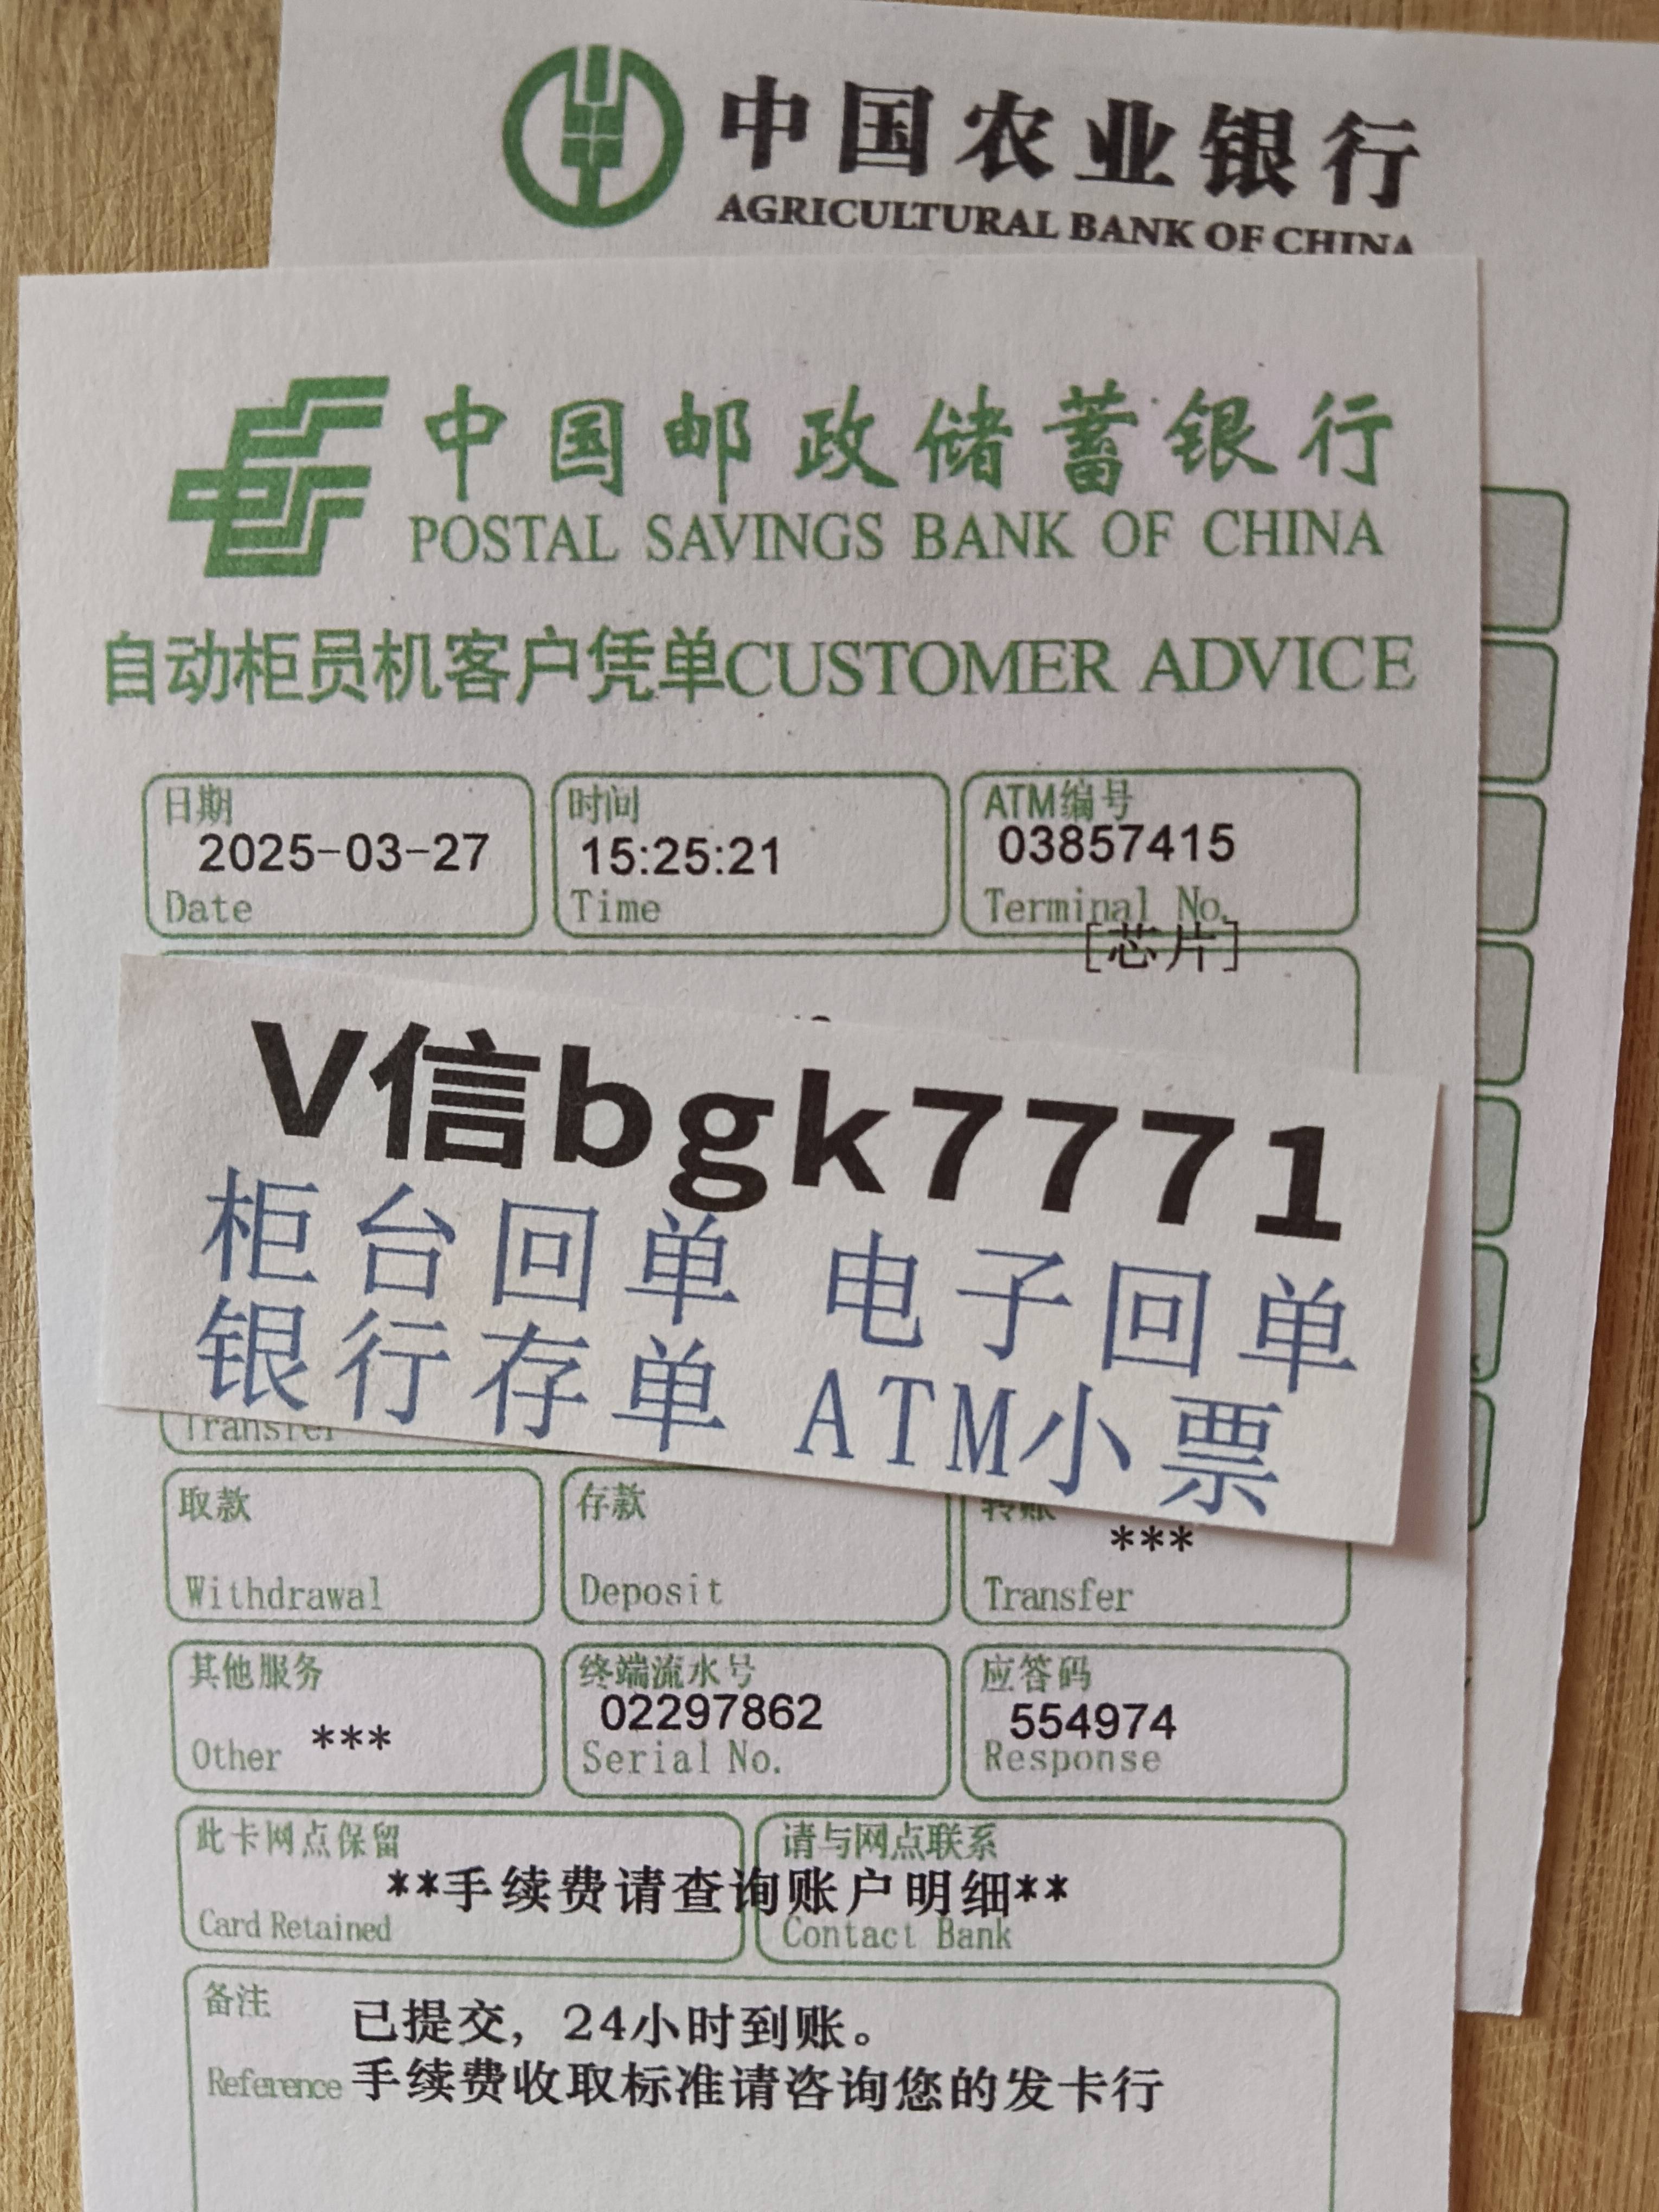 中国农业银行
AGRICULTURAL BANK OF CHINA
中国邮政储蓄银行
POSTAL SAVINGS BANK OF CHINA
自动柜员机客户凭单CUSTOMER ADVICE
日期 时间 ATM编号
2025-03-27 15:25:21 03857415
Date Time Terminal No.
[芯片]
V信bgk7771
柜台回单 电子回单
银行存单 ATM小票
Transfer
取款 存款 转账
***
Withdrawal Deposit Transfer
其他服务 终端流水号 应答码
*** 02297862 554974
Other Serial No. Response
此卡网点保留 请与网点联系
**手续费请查询账户明细**
Card Retained Contact Bank
备注 已提交，24小时到账。
Reference 手续费收取标准请咨询您的发卡行